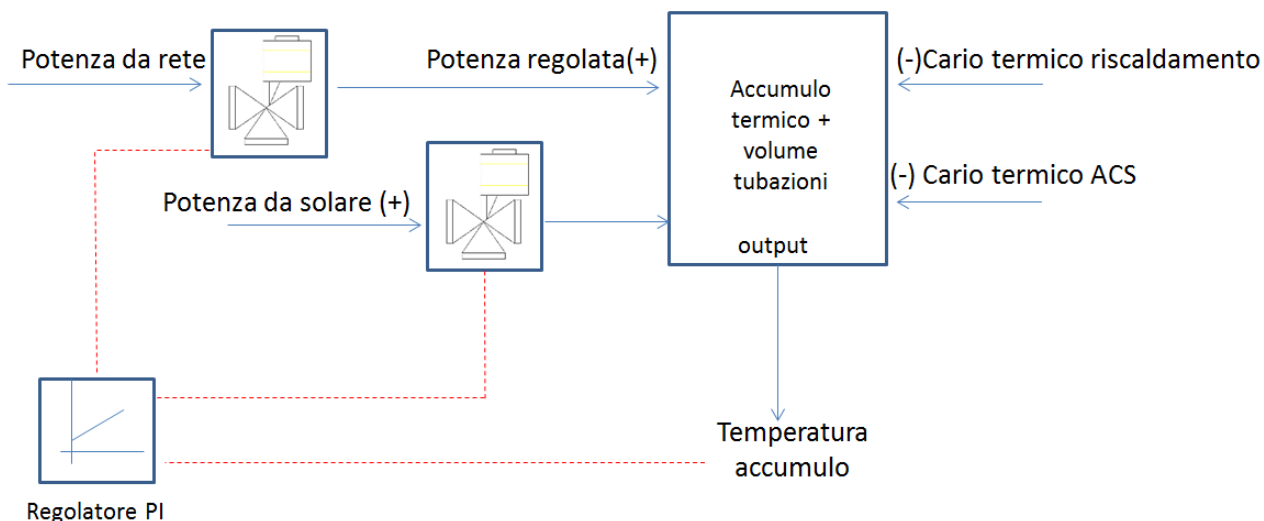 Potenza da rete
Potenza regolata(+)
(-)Cario termico riscaldamento
Accumulo
termico +
volume
tubazioni
(-) Cario termico ACS
Potenza da solare (+)
output
Temperatura
accumulo
Regolatore PI